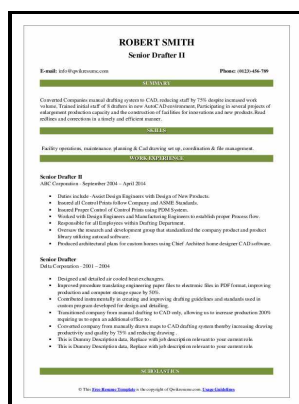 ROBERT SMITH
Senior Drafter II
E-mail: info@qwikresume.com Phone: (0123)-456-789
SUMMARY
Converted Companies manual drafting system to CAD, reducing staff by 75% despite increased work
volume, Trained initial staff of 8 drafters in new AutoCAD environment, Participating in several projects of
enlargement production capacity and the construction of facilities for innovations and new products. Read
redlines and corrections in a timely and efficient manner.
SKILLS
Facility operations, maintenance planning & Cad drawing set up, coordination & file management.
WORK EXPERIENCE
Senior Drafter II
ABC Corporation - September 2004 – April 2014
• Duties include -Assist Design Engineers with Design of New Products.
• Insured all Control Prints follow Company and ASME Standards.
• Insured Proper Control of Prints using PDM System.
• Worked with Design Engineers and Manufacturing Engineers to establish proper Process flow.
• Responsible for all Employees within Drafting Department.
• Oversaw the research and development group that standardized the company product and product
library utilizing national software.
• Produced architectural plans for custom homes using Chief Architect home designer CAD software.
Senior Drafter
Delta Corporation - 2001 – 2004
• Designed and detailed air cooled heat exchangers.
• Improved procedure translating engineering paper files to electronic files in PDF format, improving
production and computer storage space by 50%.
• Contributed instrumentally in creating and improving drafting guidelines and standards used in
custom program developed for design and detailing.
• Transitioned company from manual drafting to CAD only, allowing us to increase production 200%
requiring us to open an additional office to .
• Converted company from manually drawn maps to CAD drafting system thereby increasing drawing
productivity and quality by 75% and reducing drawing .
• This is Dummy Description data, Replace with job description relevant to your current role.
• This is Dummy Description data, Replace with job description relevant to your current role.
SCHOLASTICS
© This Free Resume Template is the copyright of Qwikresume.com. Usage Guidelines